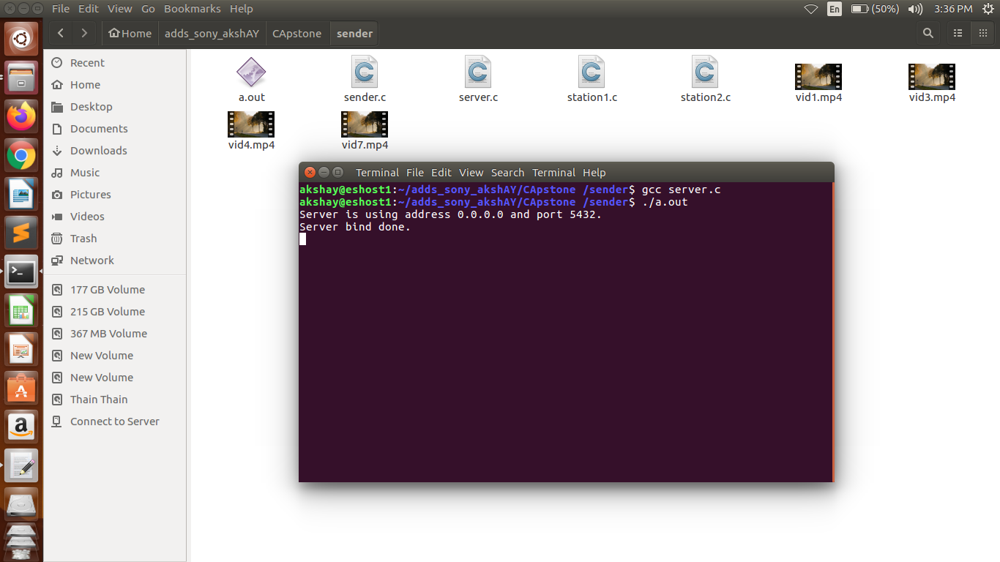 File Edit View Go Bookmarks Help
En (50%) 3:36 PM
Home adds_sony_akshAY CApstone sender
Recent
Home
Desktop
Documents
Downloads
Music
Pictures
Videos
Trash
Network
177 GB Volume
215 GB Volume
367 MB Volume
New Volume
New Volume
Thain Thain
Connect to Server
a.out sender.c server.c station1.c station2.c vid1.mp4 vid3.mp4
vid4.mp4 vid7.mp4
Terminal File Edit View Search Terminal Help
akshay@eshost1:~/adds_sony_akshAY/CApstone /sender$ gcc server.c
akshay@eshost1:~/adds_sony_akshAY/CApstone /sender$ ./a.out
Server is using address 0.0.0.0 and port 5432.
Server bind done.